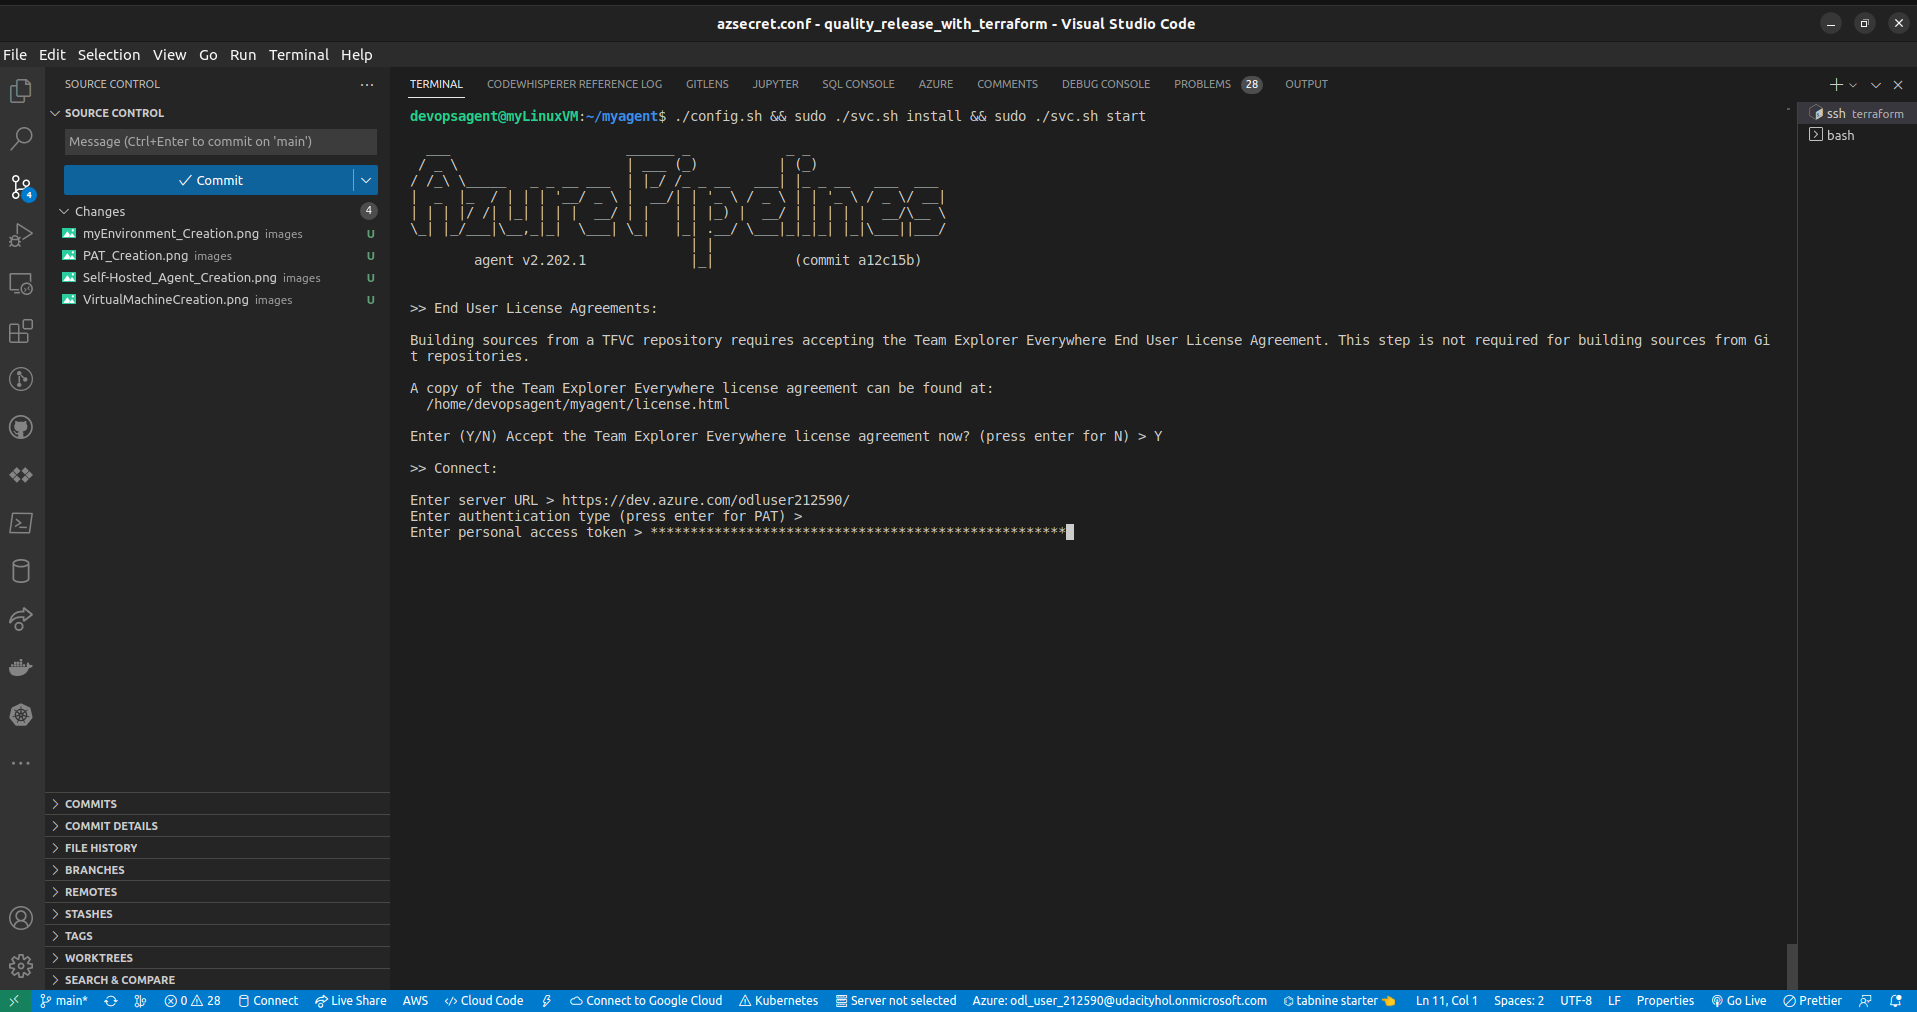 azsecret.conf - quality_release_with_terraform - Visual Studio Code
File Edit Selection View Go Run Terminal Help
SOURCE CONTROL
SOURCE CONTROL
Message (Ctrl+Enter to commit on 'main')
Commit
4
Changes 4
myEnvironment_Creation.png images U
PAT_Creation.png images U
Self-Hosted_Agent_Creation.png images U
VirtualMachineCreation.png images U
COMMITS
COMMIT DETAILS
FILE HISTORY
BRANCHES
REMOTES
STASHES
TAGS
WORKTREES
SEARCH & COMPARE
TERMINAL CODEWHISPERER REFERENCE LOG GITLENS JUPYTER SQL CONSOLE AZURE COMMENTS DEBUG CONSOLE PROBLEMS 28 OUTPUT
devopsagent@myLinuxVM:~/myagent$ ./config.sh && sudo ./svc.sh install && sudo ./svc.sh start
Azure Pipelines
agent v2.202.1 (commit a12c15b)
>> End User License Agreements:
Building sources from a TFVC repository requires accepting the Team Explorer Everywhere End User License Agreement. This step is not required for building sources from Gi
t repositories.
A copy of the Team Explorer Everywhere license agreement can be found at:
/home/devopsagent/myagent/license.html
Enter (Y/N) Accept the Team Explorer Everywhere license agreement now? (press enter for N) > Y
>> Connect:
Enter server URL > https://dev.azure.com/odluser212590/
Enter authentication type (press enter for PAT) >
Enter personal access token > ****************************************************
ssh terraform
bash
main* 0 28 Connect Live Share AWS Cloud Code Connect to Google Cloud Kubernetes Server not selected Azure: odl_user_212590@udacityhol.onmicrosoft.com tabnine starter Ln 11, Col 1 Spaces: 2 UTF-8 LF Properties Go Live Prettier